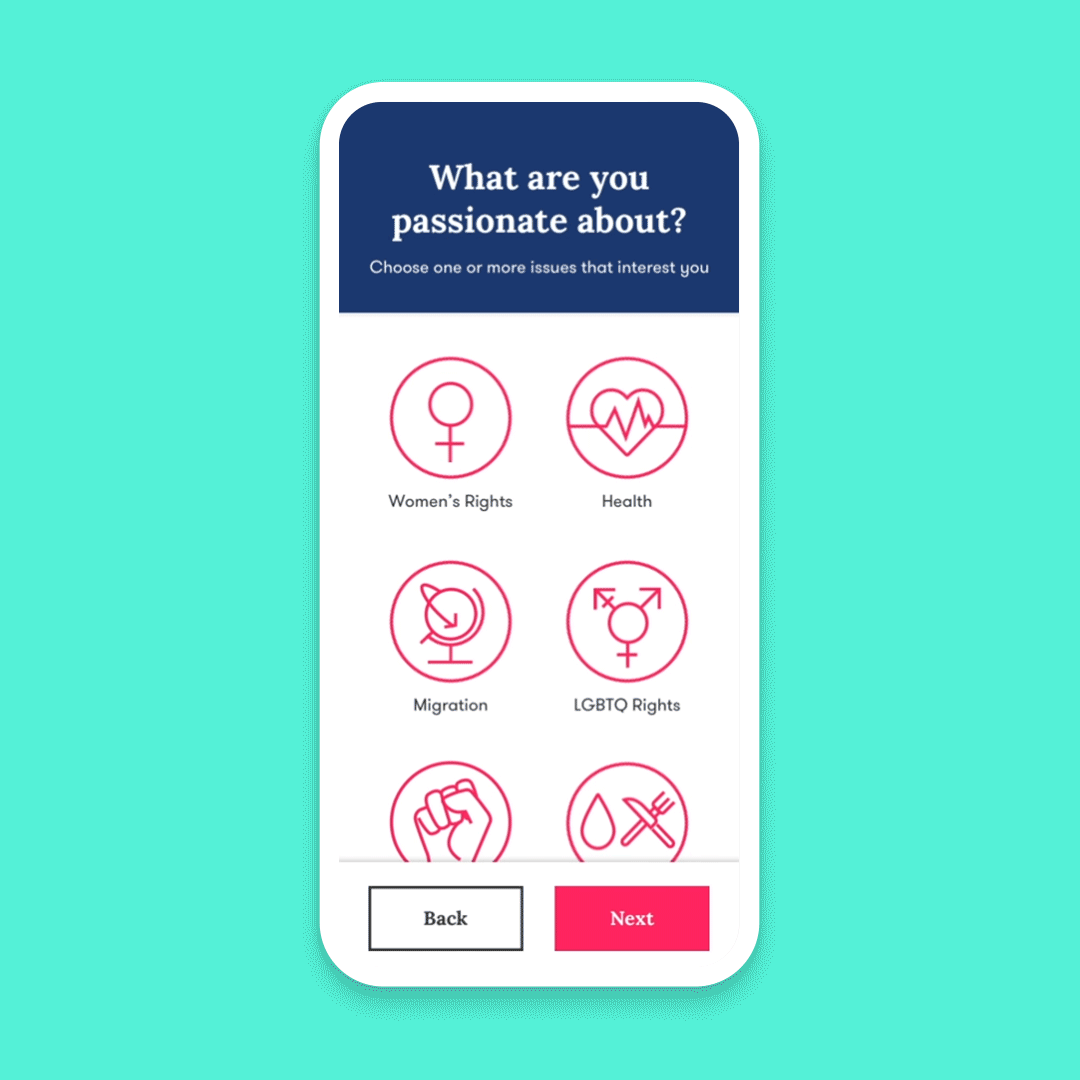 What are you
passionate about?
Choose one or more issues that interest you
Women's Rights
Health
Migration
LGBTQ Rights
Back
Next